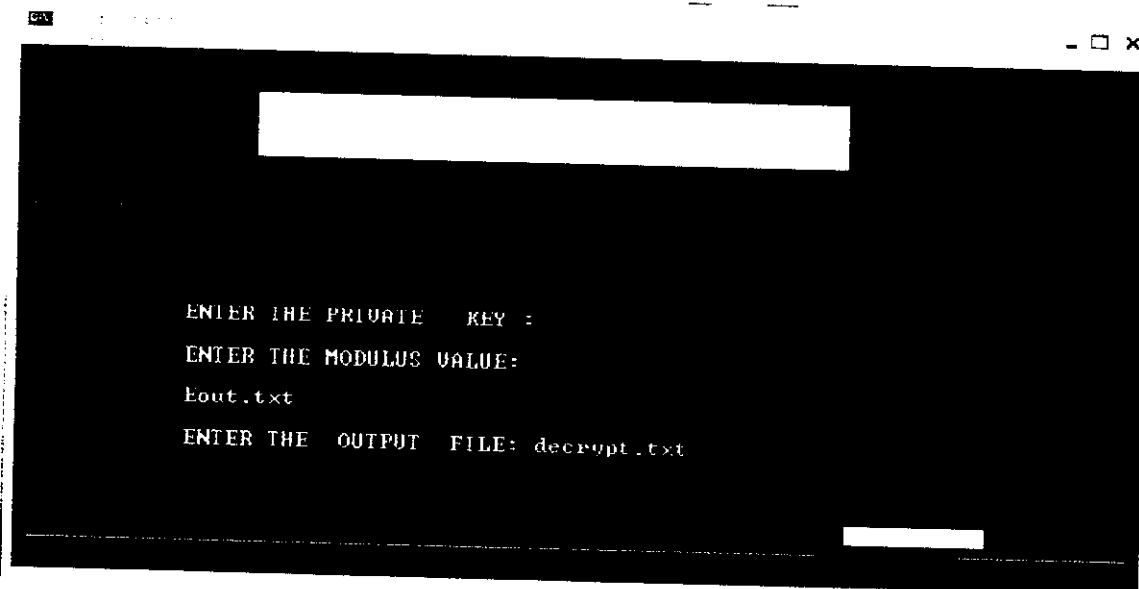 ENTER THE PRIVATE KEY :
ENTER THE MODULUS VALUE:
Eout.txt
ENTER THE OUTPUT FILE: decrypt.txt